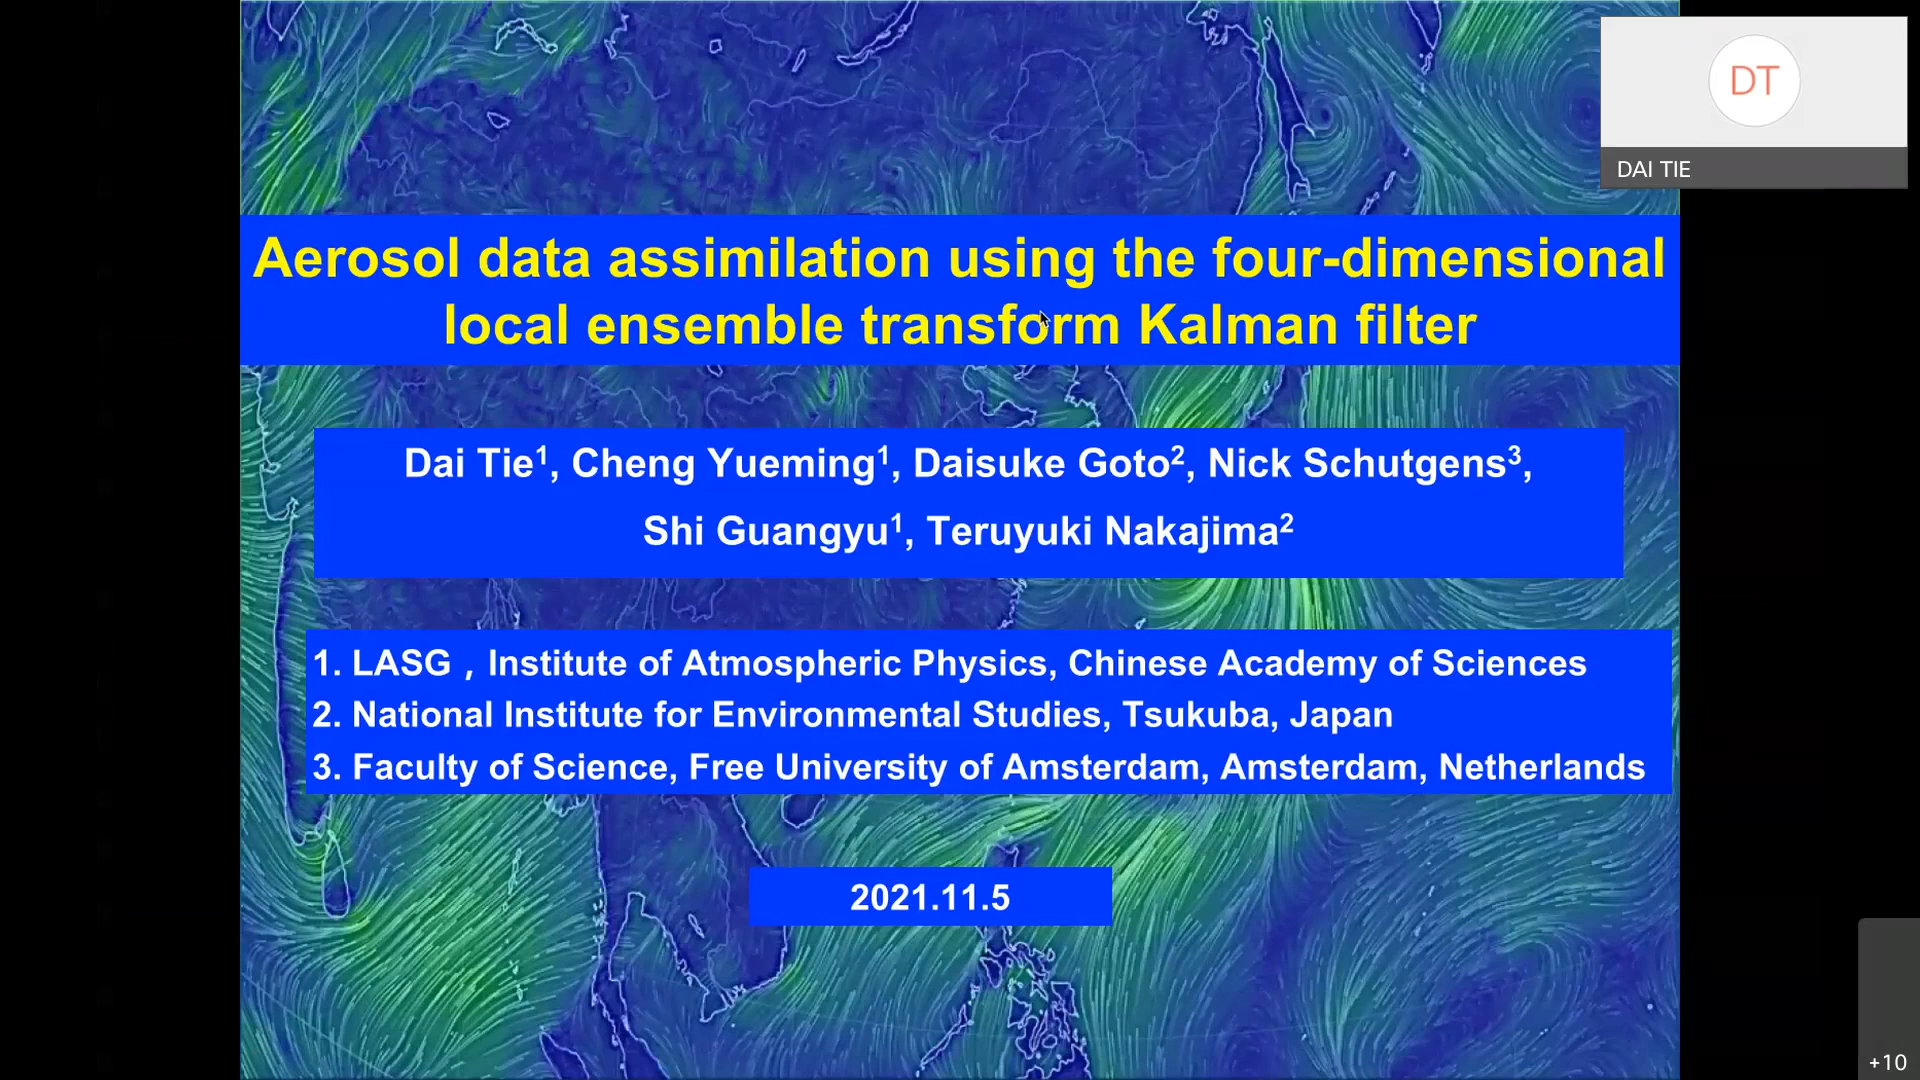 DT
DAI TIE
Aerosol data assimilation using the four-dimensional
local ensemble transform Kalman filter
Dai Tie¹, Cheng Yueming¹, Daisuke Goto², Nick Schutgens³,
Shi Guangyu¹, Teruyuki Nakajima²
1. LASG，Institute of Atmospheric Physics, Chinese Academy of Sciences
2. National Institute for Environmental Studies, Tsukuba, Japan
3. Faculty of Science, Free University of Amsterdam, Amsterdam, Netherlands
2021.11.5
+10